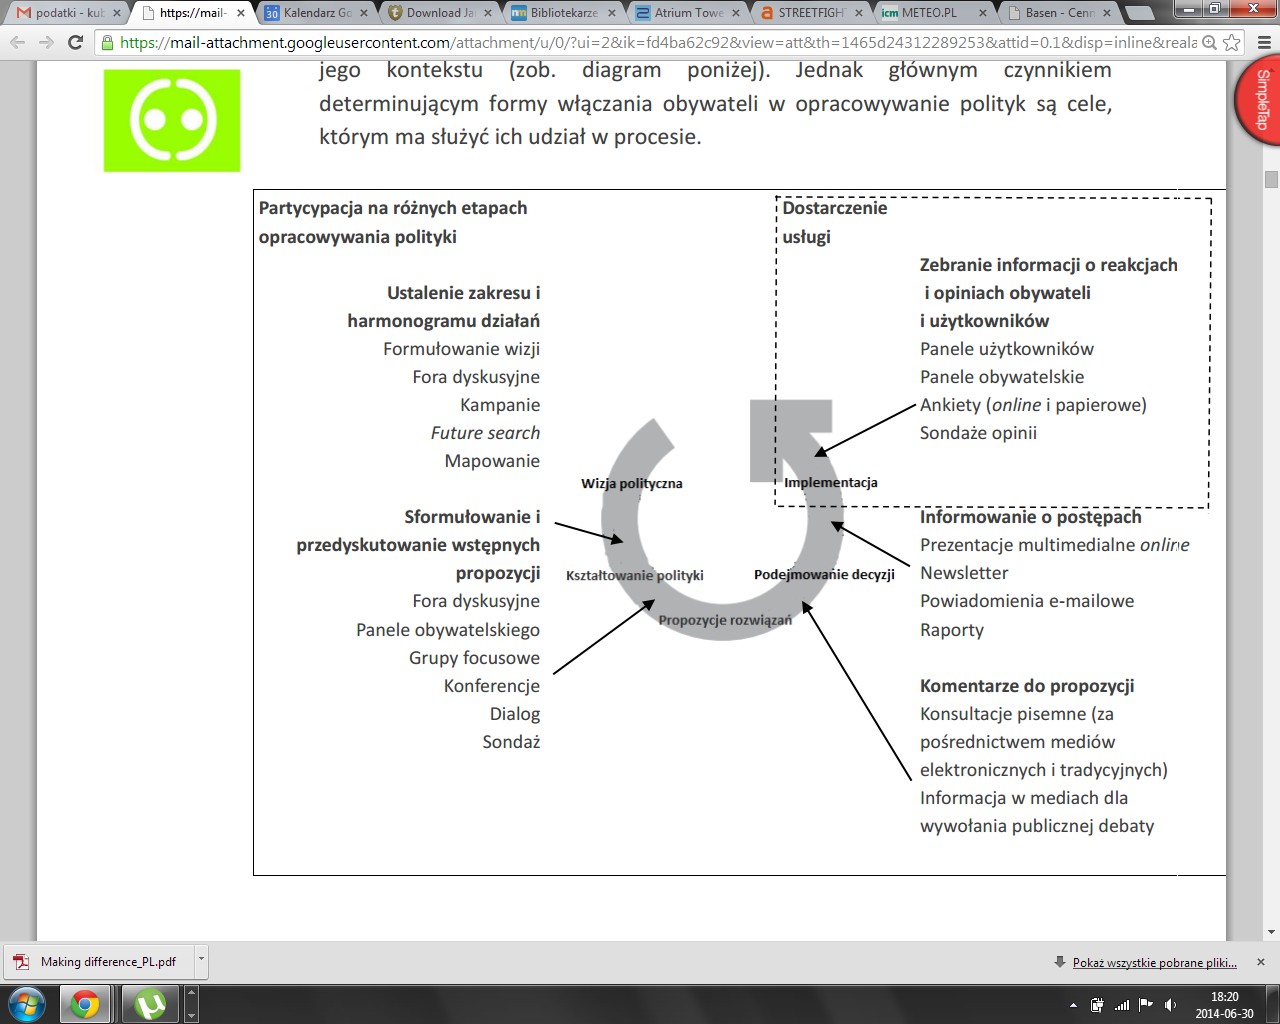 podatki - kub
https://mail-
Kalendarz Go
Download Ja
Bibliotekarze
Atrium Towe
STREETFIGH
METEO.PL
Basen - Cenn
https://mail-attachment.googleusercontent.com/attachment/u/0/?ui=2&ik=fd4ba62c92&view=att&th=1465d24312289253&attid=0.1&disp=inline&reala
jego kontekstu (zob. diagram poniżej). Jednak głównym czynnikiem
determinującym formy włączania obywateli w opracowywanie polityk są cele,
którym ma służyć ich udział w procesie.
SimpleTap
Partycypacja na różnych etapach
opracowywania polityki
Ustalenie zakresu i
harmonogramu działań
Formułowanie wizji
Fora dyskusyjne
Kampanie
Future search
Mapowanie
Sformułowanie i
przedyskutowanie wstępnych
propozycji
Fora dyskusyjne
Panele obywatelskiego
Grupy focusowe
Konferencje
Dialog
Sondaż
Wizja polityczna
Kształtowanie polityki
Propozycje rozwiązań
Podejmowanie decyzji
Implementacja
Dostarczenie
usługi
Zebranie informacji o reakcjach
i opiniach obywateli
i użytkowników
Panele użytkowników
Panele obywatelskie
Ankiety (online i papierowe)
Sondaże opinii
Informowanie o postępach
Prezentacje multimedialne online
Newsletter
Powiadomienia e-mailowe
Raporty
Komentarze do propozycji
Konsultacje pisemne (za
pośrednictwem mediów
elektronicznych i tradycyjnych)
Informacja w mediach dla
wywołania publicznej debaty
Making difference_PL.pdf
Pokaż wszystkie pobrane pliki...
18:20
2014-06-30